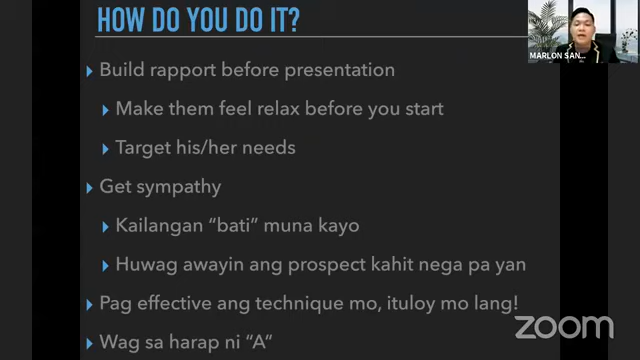 HOW DO YOU DO IT?
MARLON SAN...
Build rapport before presentation
Make them feel relax before you start
Target his/her needs
Get sympathy
Kailangan “bati” muna kayo
Huwag awayin ang prospect kahit nega pa yan
Pag effective ang technique mo, ituloy mo lang!
Wag sa harap ni “A”
zoom